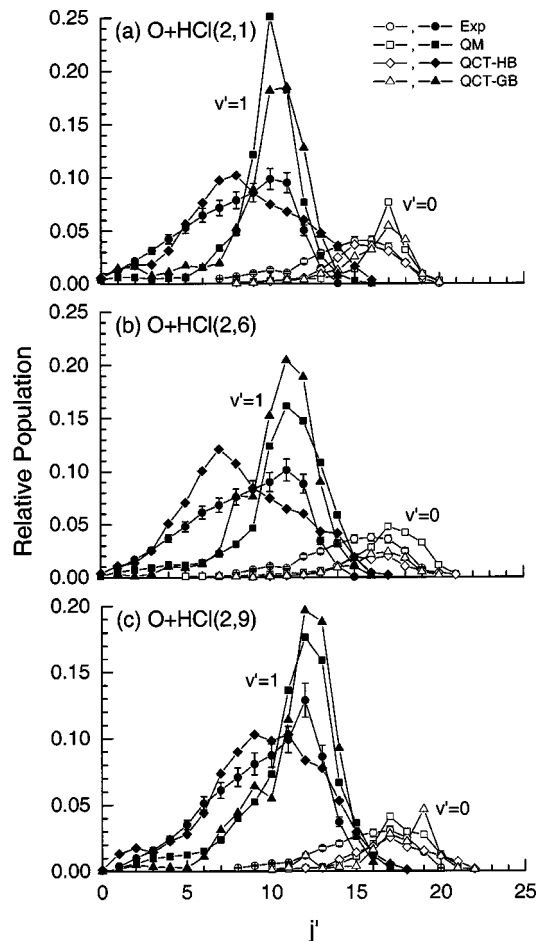 (a) O+HCl(2,1)
Exp
QM
QCT-HB
QCT-GB
v'=1
v'=0
0.25
0.20
0.15
0.10
0.05
0.00
(b) O+HCl(2,6)
v'=1
v'=0
0.25
0.20
0.15
0.10
0.05
0.00
Relative Population
(c) O+HCl(2,9)
v'=1
v'=0
0.20
0.15
0.10
0.05
0.00
0 5 10 15 20 25
j'